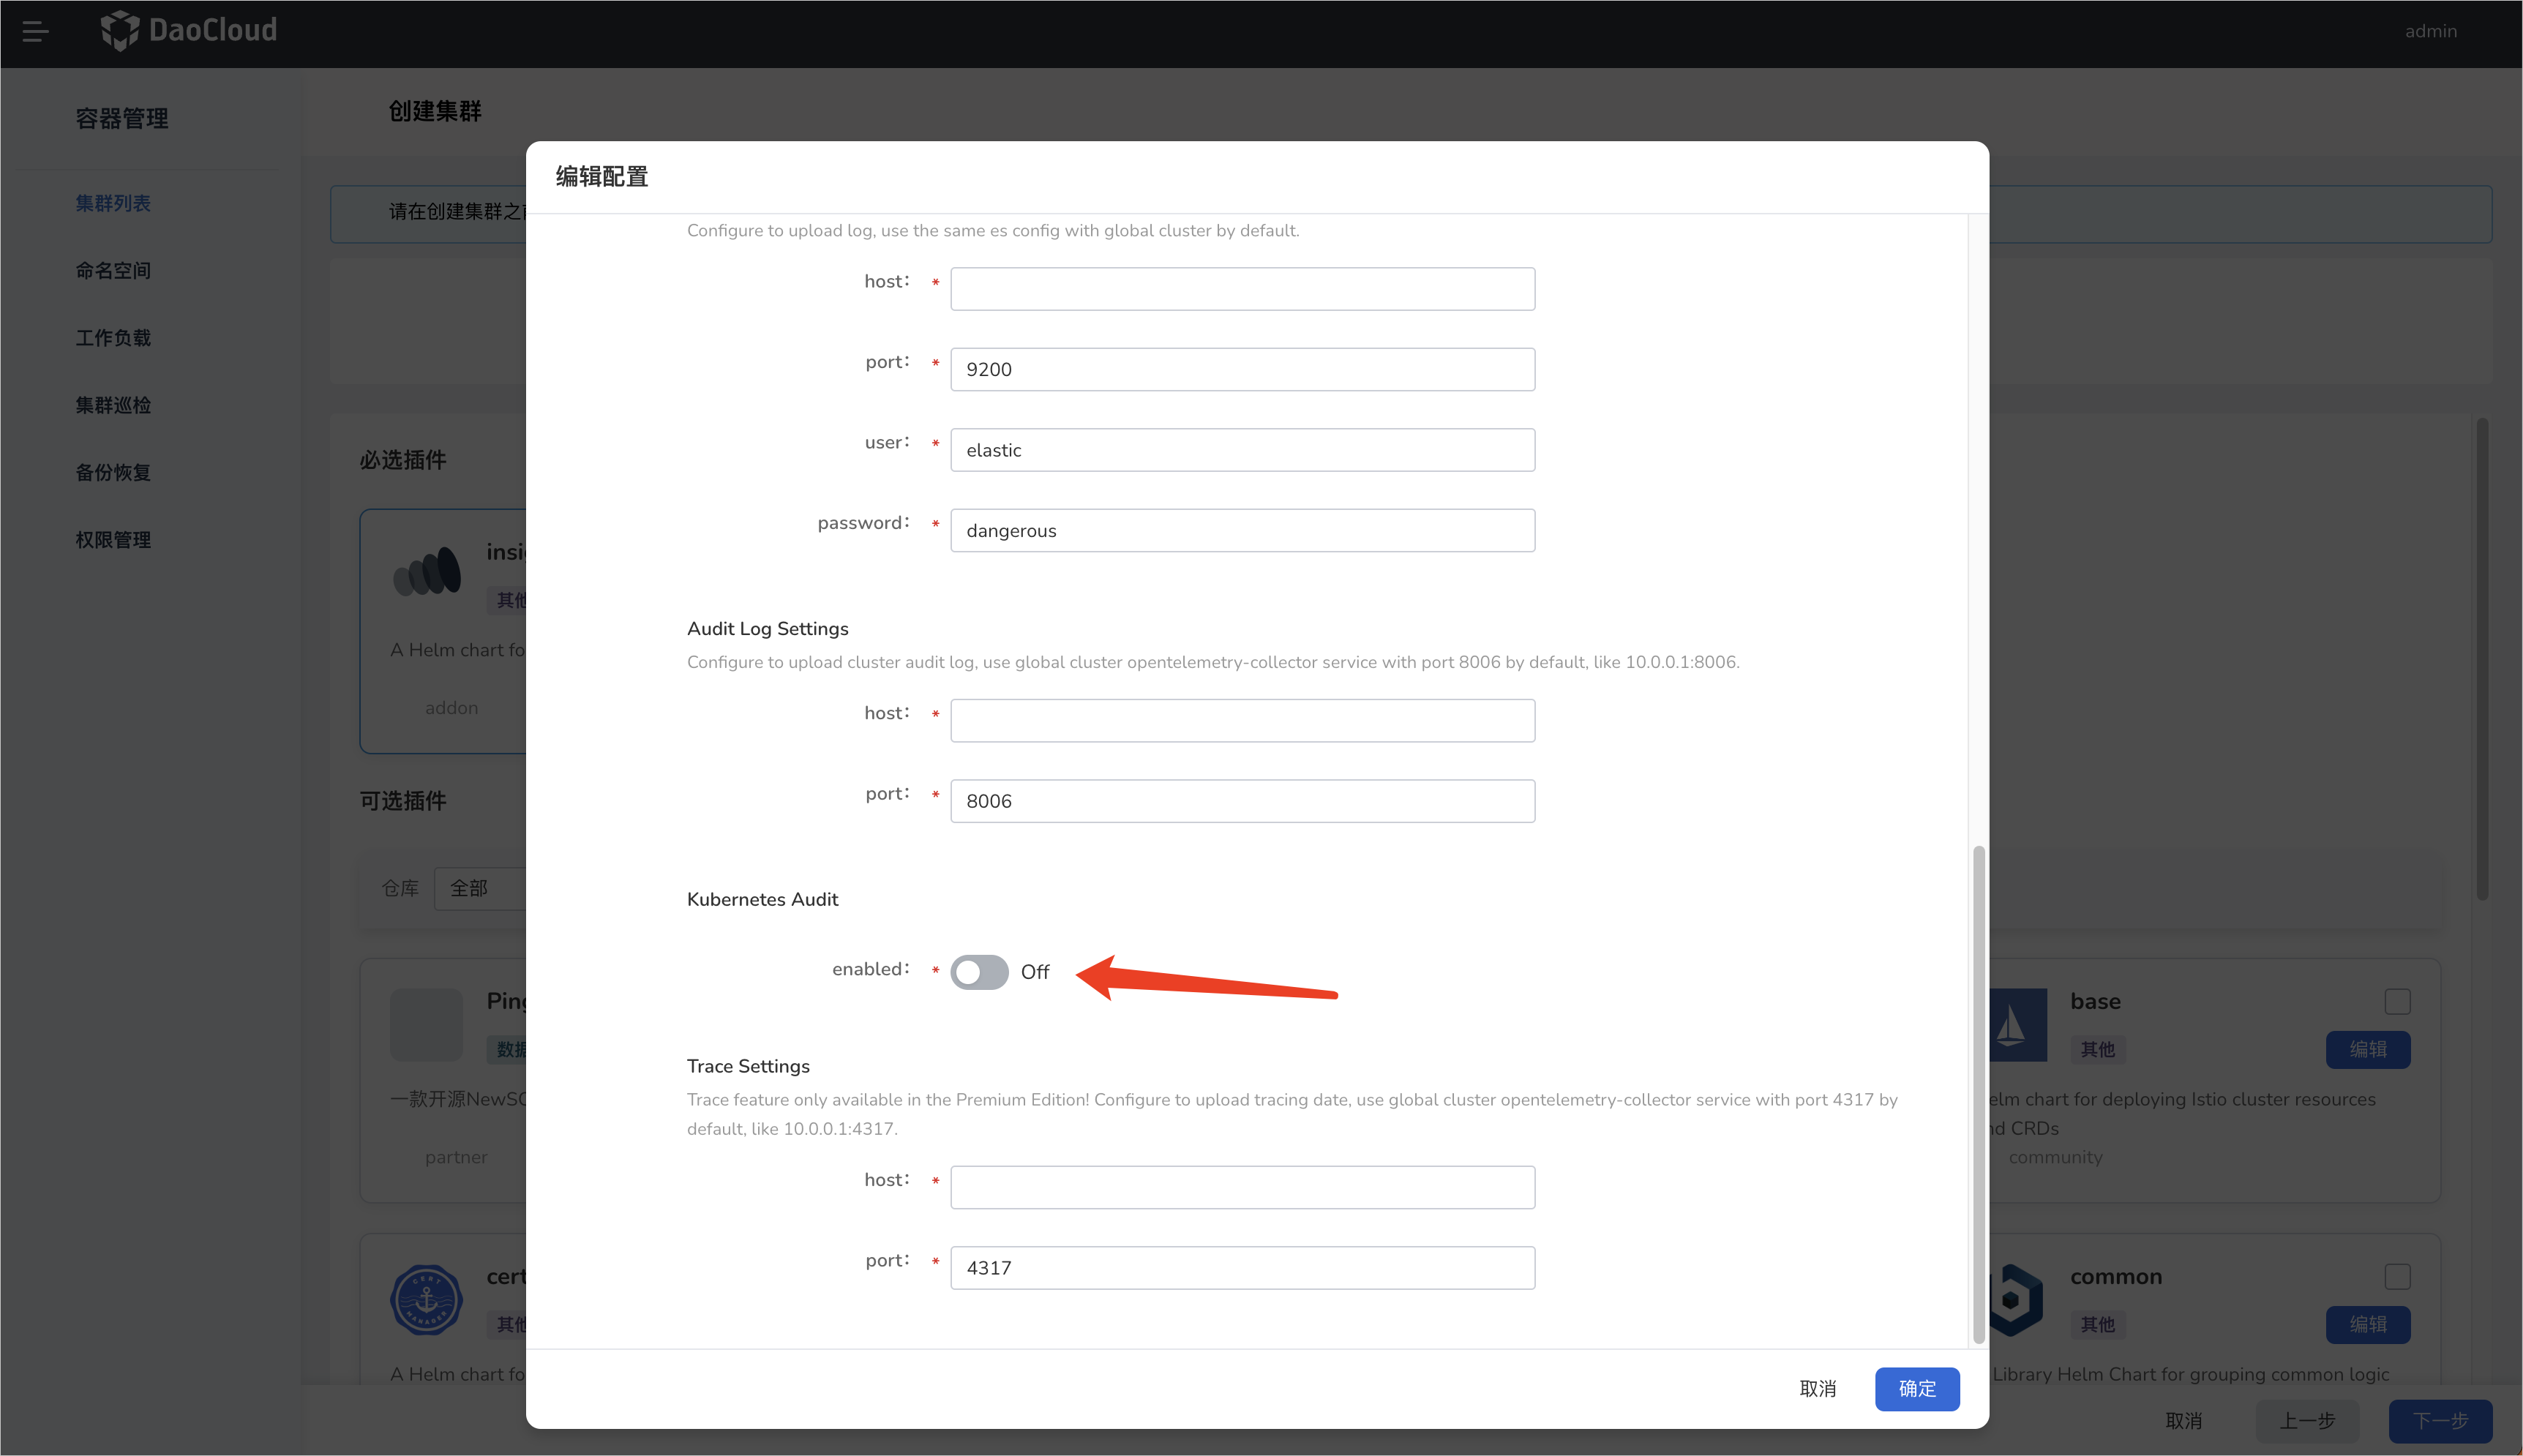 DaoCloud
admin
容器管理
集群列表
命名空间
工作负载
集群巡检
备份恢复
权限管理
创建集群
请在创建集群之
必选插件
insi
其他
A Helm chart fo
addon
可选插件
仓库
全部
Ping
数据
一款开源NewSC
partner
cert
其他
A Helm chart fo
编辑配置
Configure to upload log, use the same es config with global cluster by default.
host: *
port: * 9200
user: * elastic
password: * dangerous
Audit Log Settings
Configure to upload cluster audit log, use global cluster opentelemetry-collector service with port 8006 by default, like 10.0.0.1:8006.
host: *
port: * 8006
Kubernetes Audit
enabled: * Off
Trace Settings
Trace feature only available in the Premium Edition! Configure to upload tracing date, use global cluster opentelemetry-collector service with port 4317 by
default, like 10.0.0.1:4317.
host: *
port: * 4317
取消
确定
base
其他
编辑
elm chart for deploying Istio cluster resources
nd CRDs
community
common
其他
编辑
Library Helm Chart for grouping common logic
取消
上一步
下一步
CERT
MANAGER